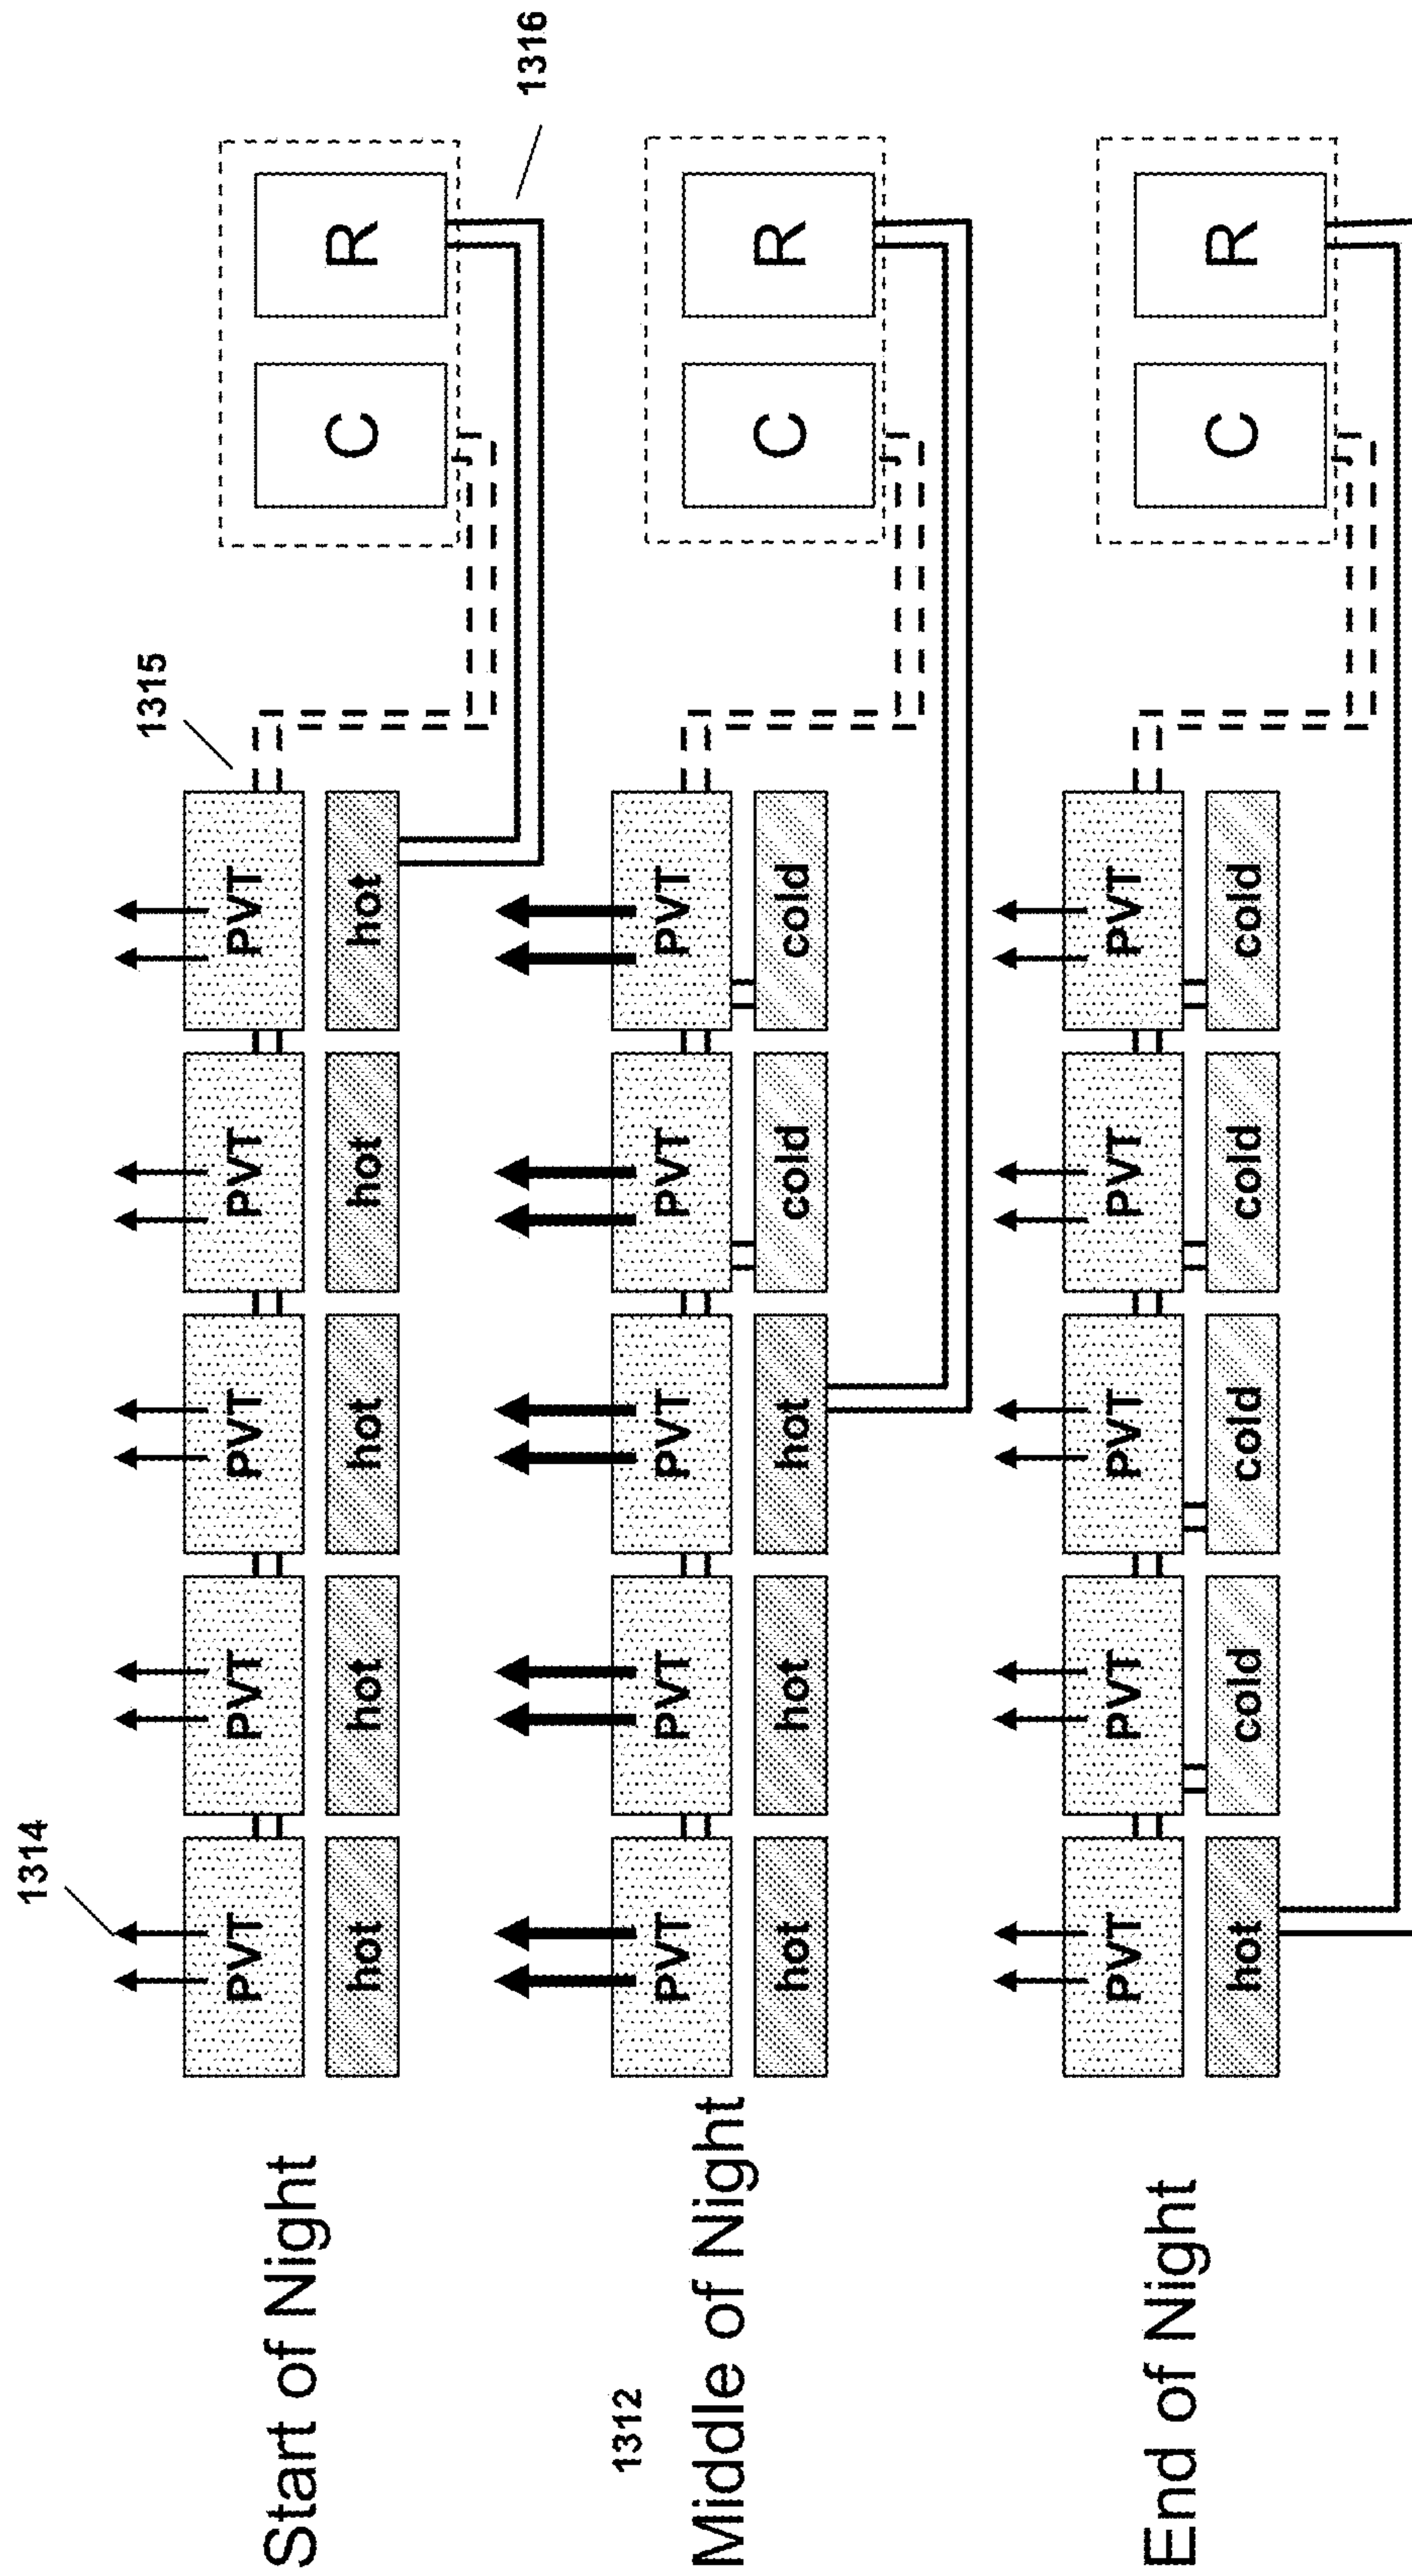 1314
1315
1316
Start of Night
PVT PVT PVT PVT PVT
hot hot hot hot hot
C R
1312
Middle of Night
PVT PVT PVT PVT PVT
hot hot hot cold cold
C R
End of Night
PVT PVT PVT PVT PVT
hot cold cold cold cold
C R